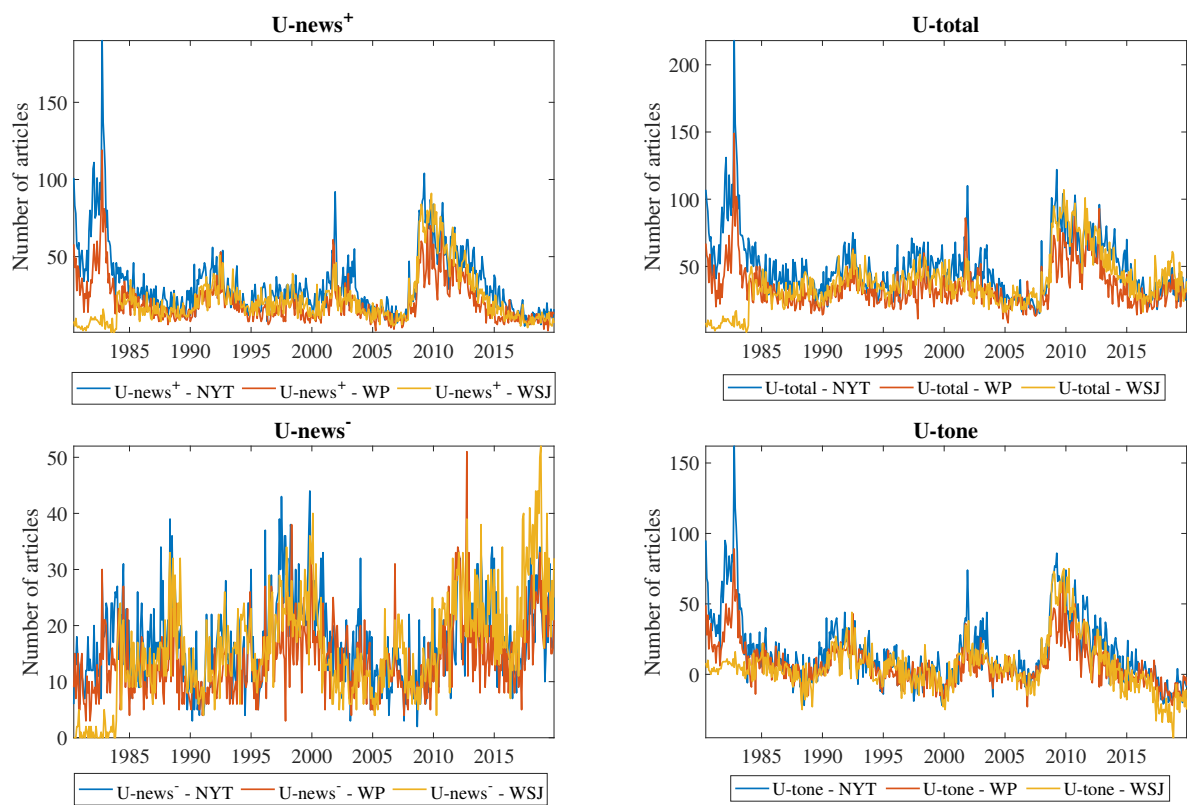 U-news⁺
Number of articles
150
100
50
1985 1990 1995 2000 2005 2010 2015
U-news⁺ - NYT U-news⁺ - WP U-news⁺ - WSJ
U-total
Number of articles
200
150
100
50
1985 1990 1995 2000 2005 2010 2015
U-total - NYT U-total - WP U-total - WSJ
U-news⁻
Number of articles
50
40
30
20
10
0
1985 1990 1995 2000 2005 2010 2015
U-news⁻ - NYT U-news⁻ - WP U-news⁻ - WSJ
U-tone
Number of articles
150
100
50
0
1985 1990 1995 2000 2005 2010 2015
U-tone - NYT U-tone - WP U-tone - WSJ